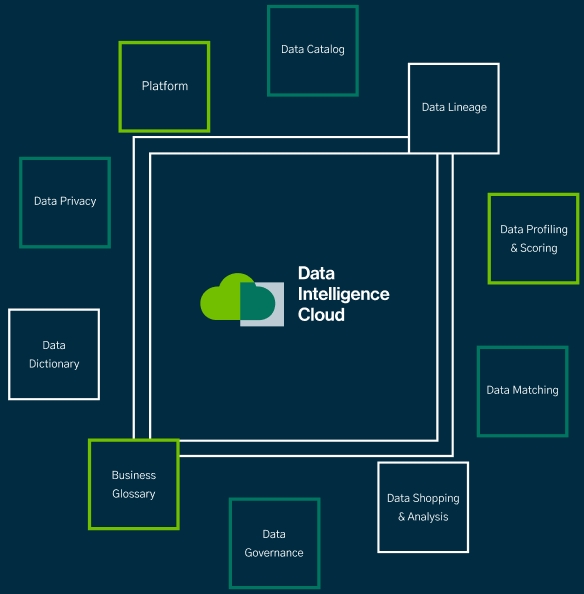 Data Catalog
Platform
Data Lineage
Data Privacy
Data Profiling
& Scoring
Data
Intelligence
Cloud
Data
Dictionary
Data Matching
Business
Glossary
Data Shopping
& Analysis
Data
Governance